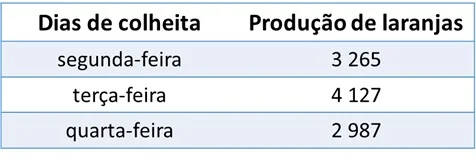 Dias de colheita Produção de laranjas
segunda-feira 3 265
terça-feira 4 127
quarta-feira 2 987